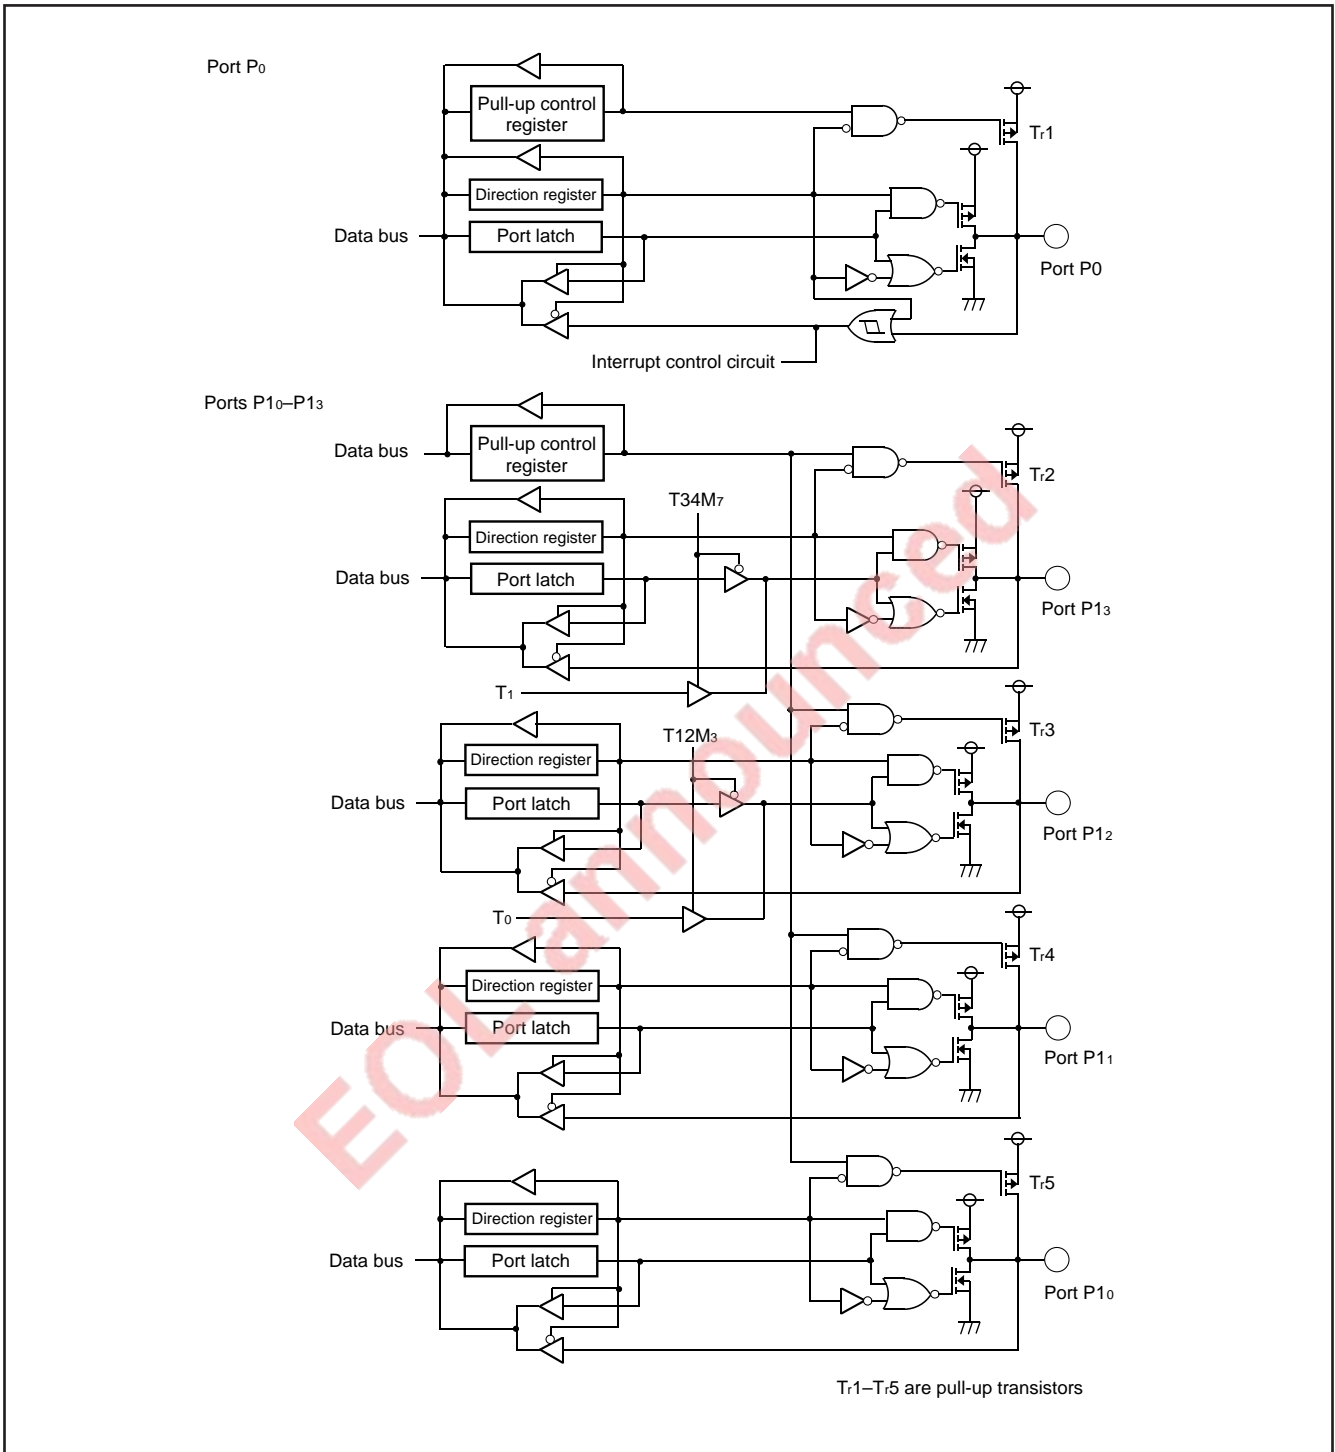 Port P0
Pull-up control
register
Tr1
Direction register
Data bus
Port latch
Port P0
Interrupt control circuit
Ports P10–P13
Data bus
Pull-up control
register
Tr2
T34M7
Direction register
Data bus
Port latch
Port P13
T1
Tr3
T12M3
Direction register
Data bus
Port latch
Port P12
T0
Tr4
Direction register
Data bus
Port latch
Port P11
Tr5
Direction register
Data bus
Port latch
Port P10
Tr1–Tr5 are pull-up transistors
EOL announced